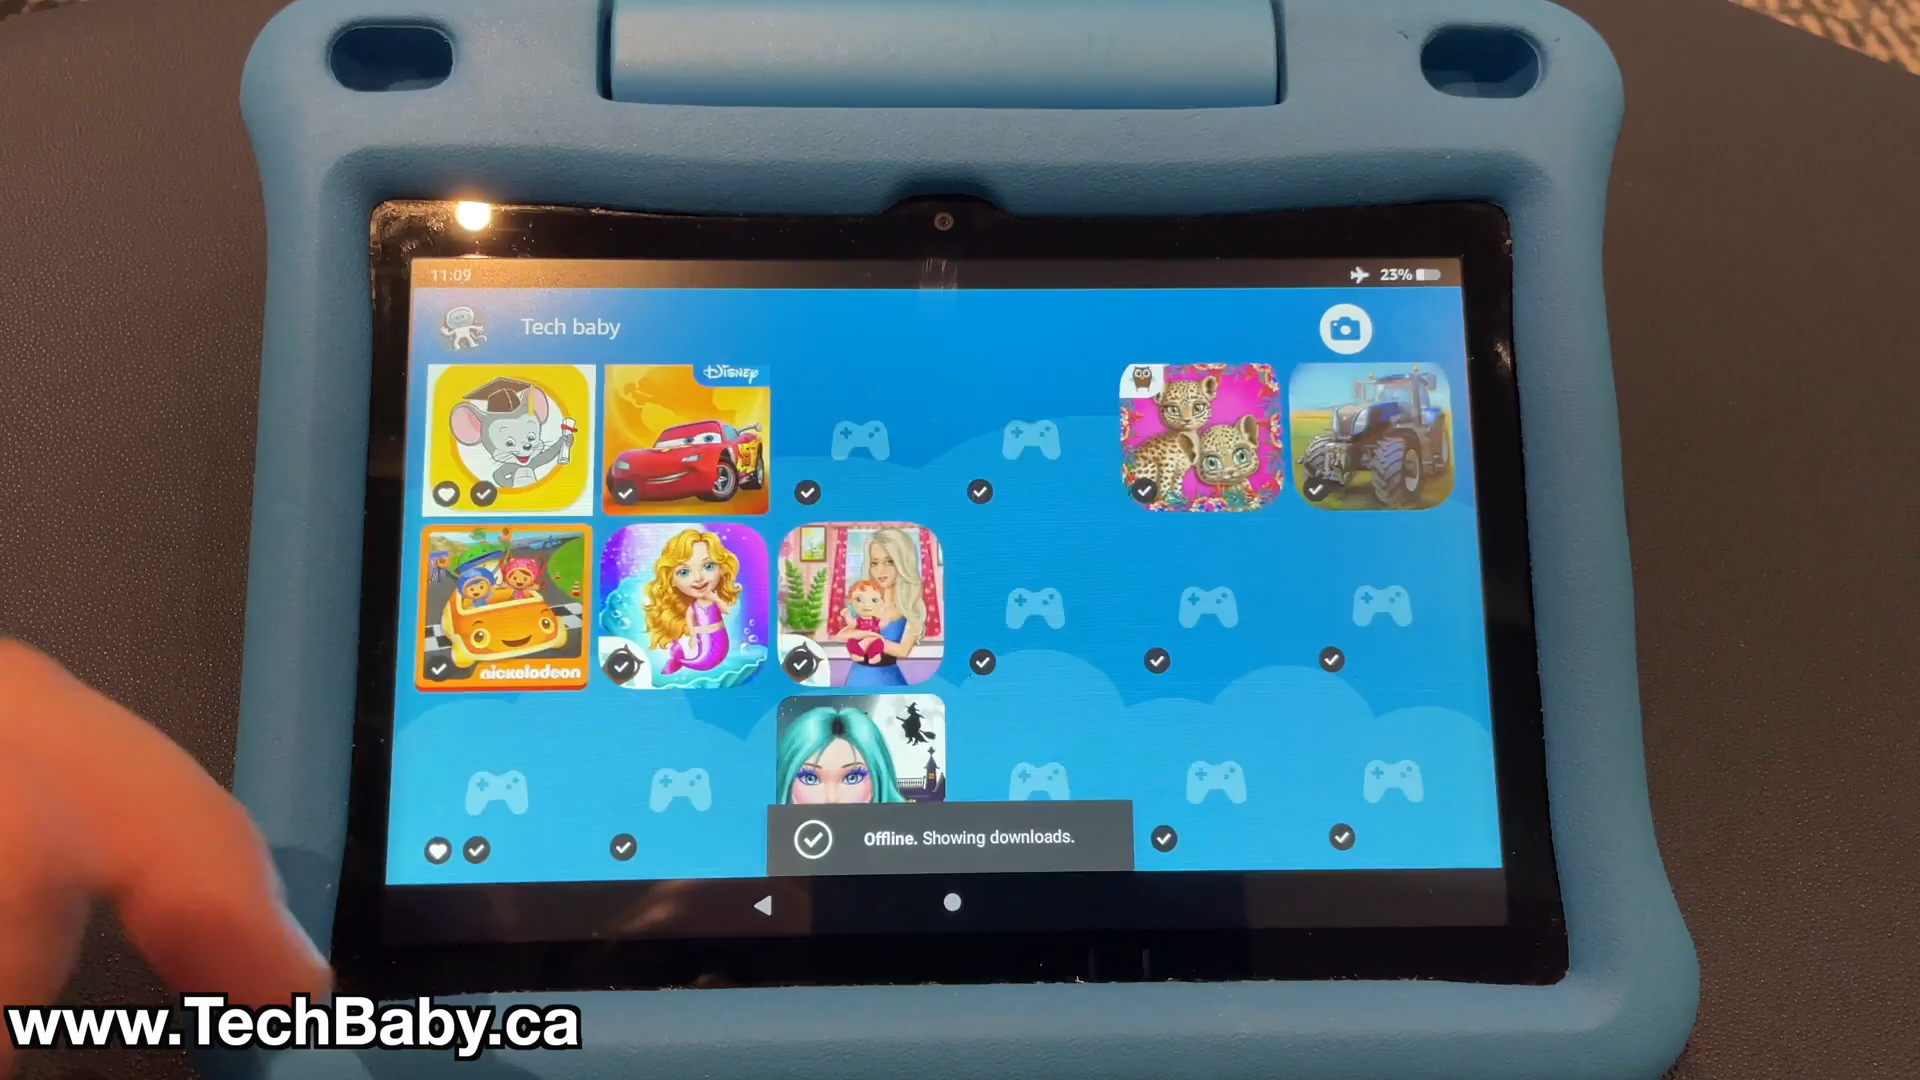 11:09
23%
Tech baby
DISNEY
nickelodeon
Offline. Showing downloads.
www.TechBaby.ca